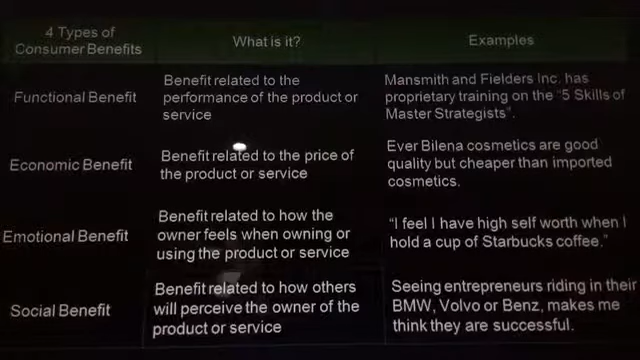 4 Types of
Consumer Benefits
What is it?
Examples
Functional Benefit
Benefit related to the
performance of the product or
service
Mansmith and Fielders Inc. has
proprietary training on the "5 Skills of
Master Strategists".
Economic Benefit
Benefit related to the price of
the product or service
Ever Bilena cosmetics are good
quality but cheaper than imported
cosmetics.
Emotional Benefit
Benefit related to how the
owner feels when owning or
using the product or service
"I feel I have high self worth when I
hold a cup of Starbucks coffee."
Social Benefit
Benefit related to how others
will perceive the owner of the
product or service
Seeing entrepreneurs riding in their
BMW, Volvo or Benz, makes me
think they are successful.